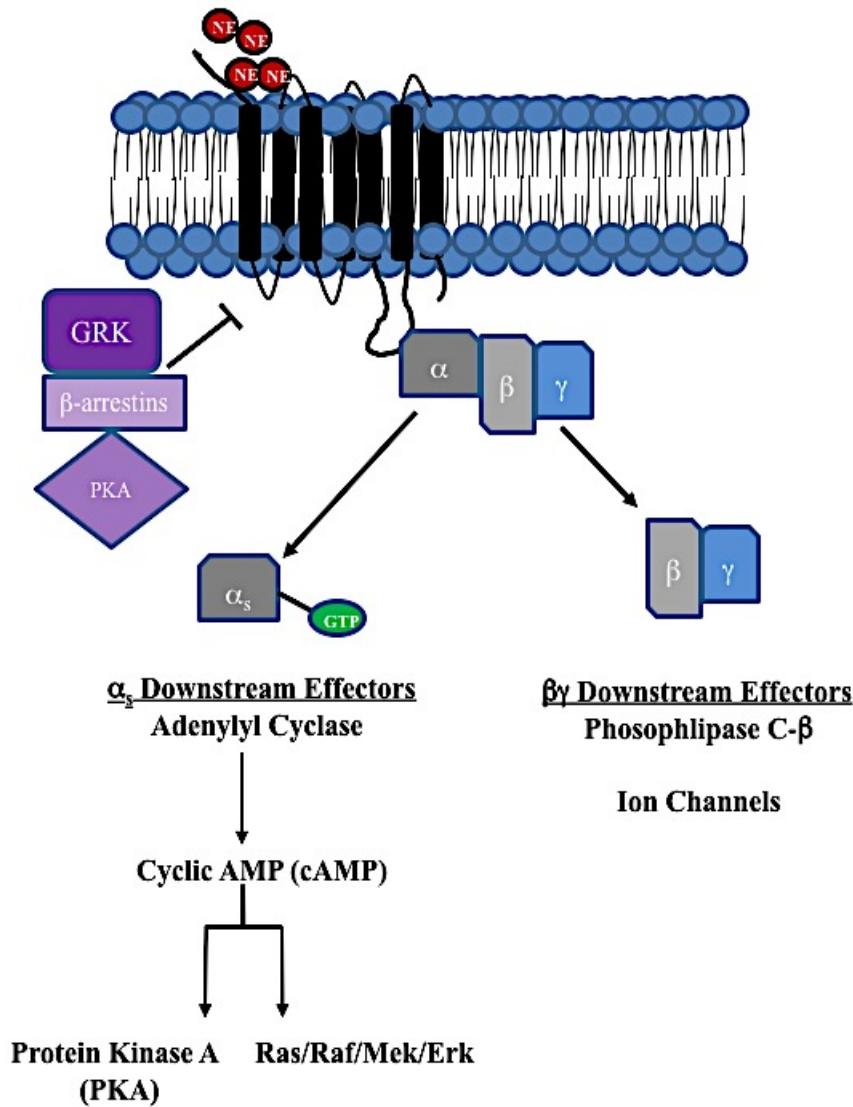 NE
NE
NE NE
GRK
β-arrestins
PKA
α
β
γ
αs
GTP
β
γ
αs Downstream Effectors
Adenylyl Cyclase
Cyclic AMP (cAMP)
Protein Kinase A
(PKA)
Ras/Raf/Mek/Erk
βγ Downstream Effectors
Phosophlipase C-β
Ion Channels